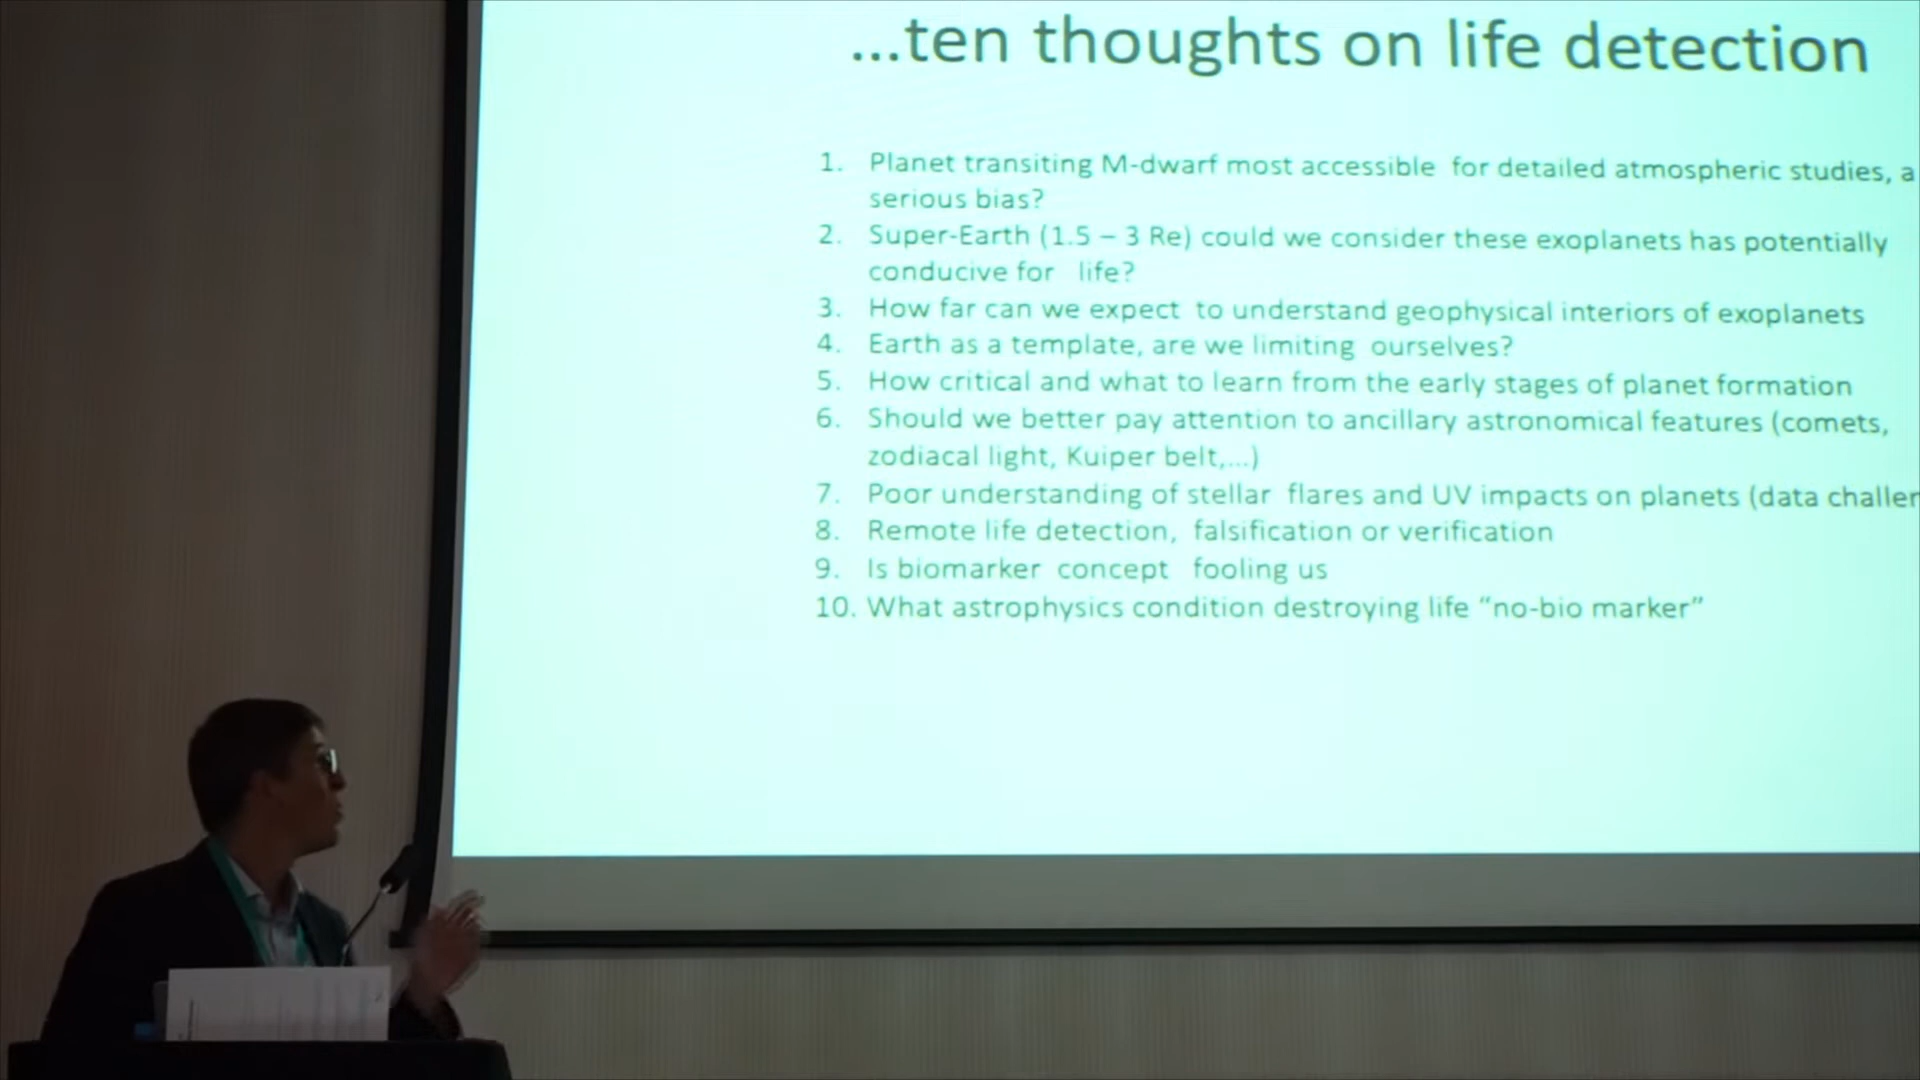 ...ten thoughts on life detection
1. Planet transiting M-dwarf most accessible for detailed atmospheric studies, a
serious bias?
2. Super-Earth (1.5 – 3 Re) could we consider these exoplanets has potentially
conducive for life?
3. How far can we expect to understand geophysical interiors of exoplanets
4. Earth as a template, are we limiting ourselves?
5. How critical and what to learn from the early stages of planet formation
6. Should we better pay attention to ancillary astronomical features (comets,
zodiacal light, Kuiper belt,...)
7. Poor understanding of stellar flares and UV impacts on planets (data challen
8. Remote life detection, falsification or verification
9. Is biomarker concept fooling us
10. What astrophysics condition destroying life “no-bio marker”